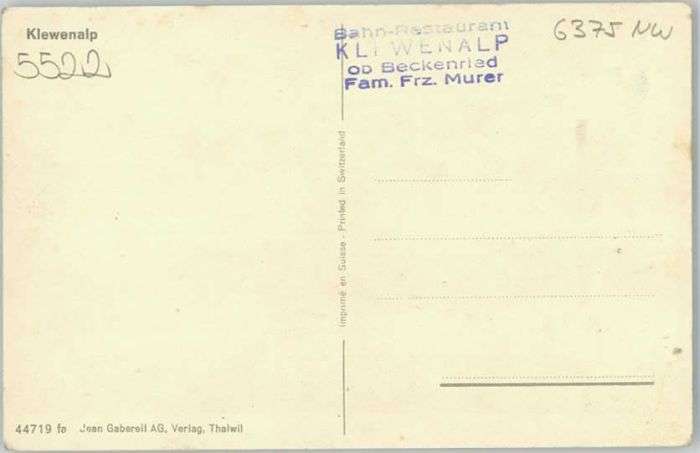 Klewenalp
5522
Bahn-Restaurant
KLEWENALP
ob Beckenried
Fam. Frz. Murer
6375 NW
Imprimé en Suisse - Printed in Switzerland
44719 fa Jean Gaberell AG, Verlag, Thalwil